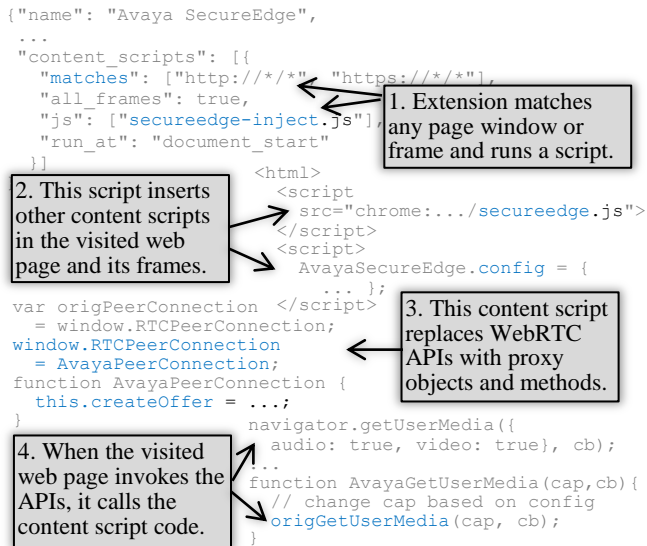 {"name": "Avaya SecureEdge",
...
"content_scripts": [{
"matches": ["http://*/*", "https://*/*"],
"all_frames": true,
"js": ["secureedge-inject.js"],
"run_at": "document_start"
}]
1. Extension matches
any page window or
frame and runs a script.
<html>
<script
src="chrome:.../secureedge.js">
</script>
<script>
AvayaSecureEdge.config = {
... };
</script>
2. This script inserts
other content scripts
in the visited web
page and its frames.
var origPeerConnection
= window.RTCPeerConnection;
window.RTCPeerConnection
= AvayaPeerConnection;
function AvayaPeerConnection {
this.createOffer = ...;
}
3. This content script
replaces WebRTC
APIs with proxy
objects and methods.
navigator.getUserMedia({
audio: true, video: true}, cb);
...
function AvayaGetUserMedia(cap,cb){
// change cap based on config
origGetUserMedia(cap, cb);
}
4. When the visited
web page invokes the
APIs, it calls the
content script code.